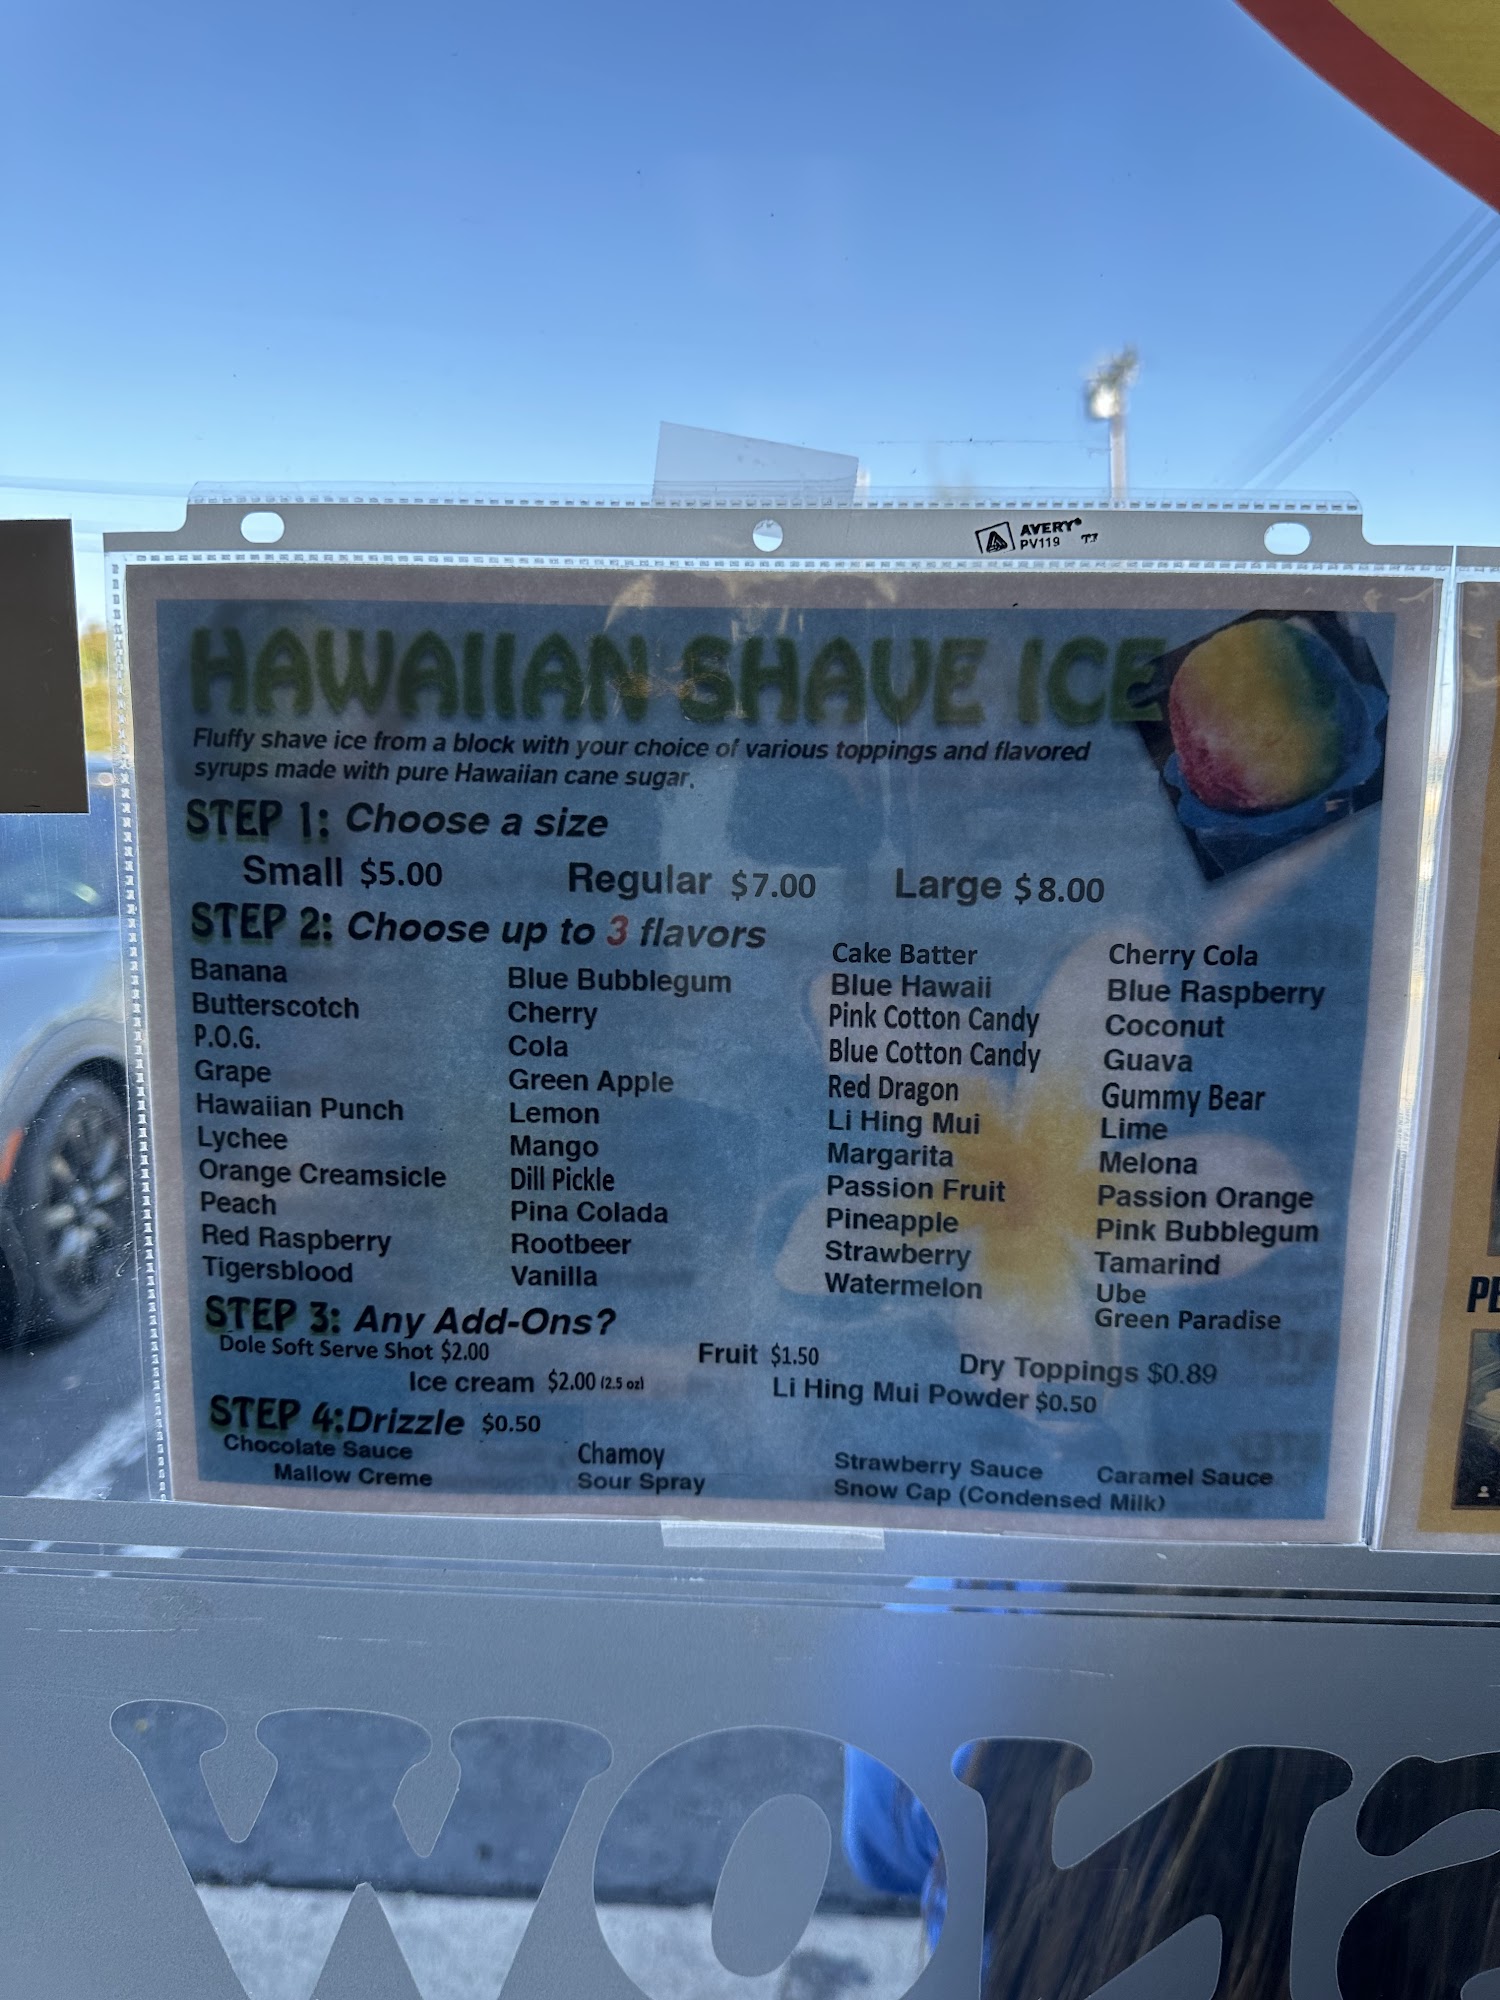 AVERY®
PV119
HAWAIIAN SHAVE ICE
Fluffy shave ice from a block with your choice of various toppings and flavored
syrups made with pure Hawaiian cane sugar.
STEP 1: Choose a size
Small $5.00 Regular $7.00 Large $8.00
STEP 2: Choose up to 3 flavors
Banana
Butterscotch
P.O.G.
Grape
Hawaiian Punch
Lychee
Orange Creamsicle
Peach
Red Raspberry
Tigersblood
Blue Bubblegum
Cherry
Cola
Green Apple
Lemon
Mango
Dill Pickle
Pina Colada
Rootbeer
Vanilla
Cake Batter
Blue Hawaii
Pink Cotton Candy
Blue Cotton Candy
Red Dragon
Li Hing Mui
Margarita
Passion Fruit
Pineapple
Strawberry
Watermelon
Cherry Cola
Blue Raspberry
Coconut
Guava
Gummy Bear
Lime
Melona
Passion Orange
Pink Bubblegum
Tamarind
Ube
Green Paradise
STEP 3: Any Add-Ons?
Dole Soft Serve Shot $2.00 Fruit $1.50 Dry Toppings $0.89
Ice cream $2.00 (2.5 oz) Li Hing Mui Powder $0.50
STEP 4:Drizzle $0.50
Chocolate Sauce Chamoy Strawberry Sauce Caramel Sauce
Mallow Creme Sour Spray Snow Cap (Condensed Milk)
PE